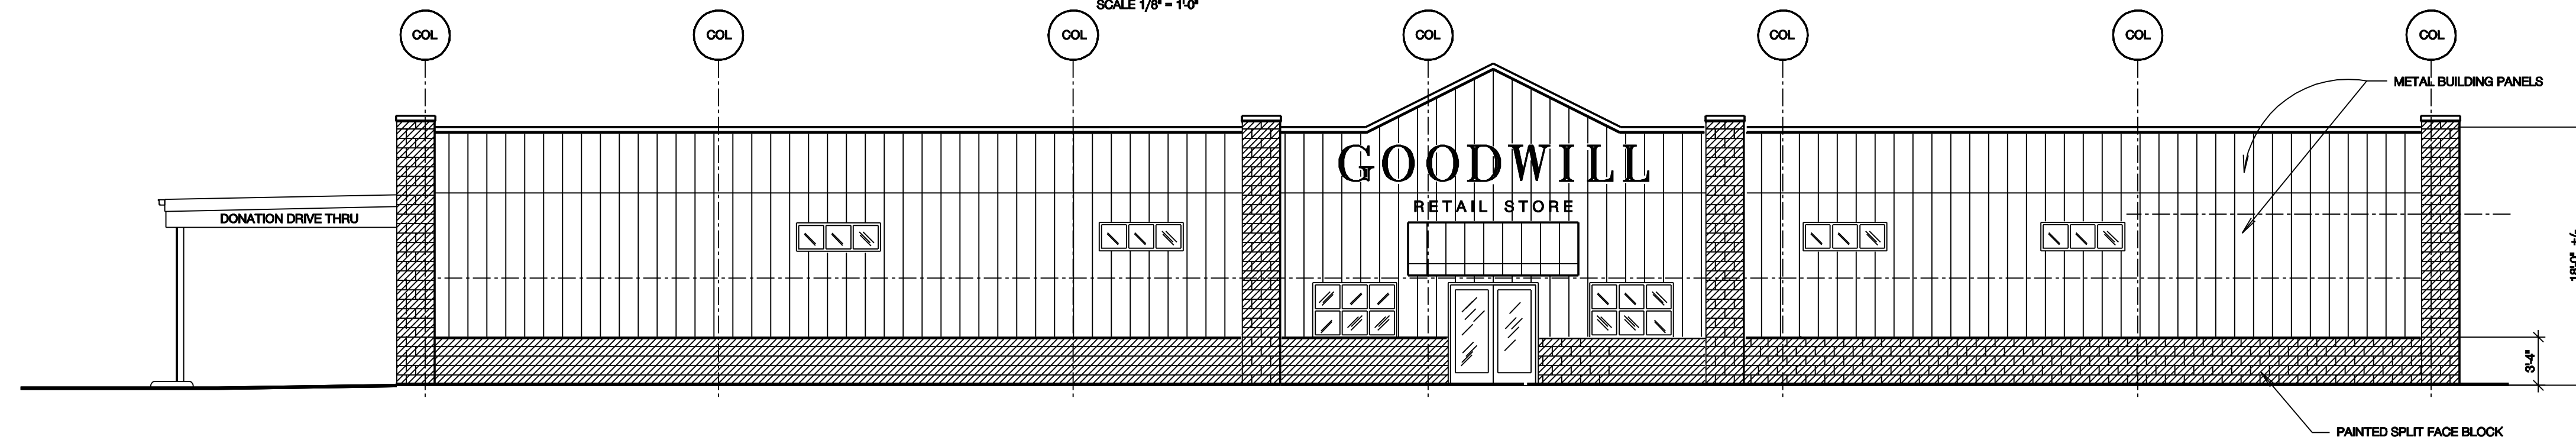 SCALE 1/8" = 1'-0"
COL
COL
COL
COL
COL
COL
COL
METAL BUILDING PANELS
GOODWILL
RETAIL STORE
DONATION DRIVE THRU
3'-4"
PAINTED SPLIT FACE BLOCK